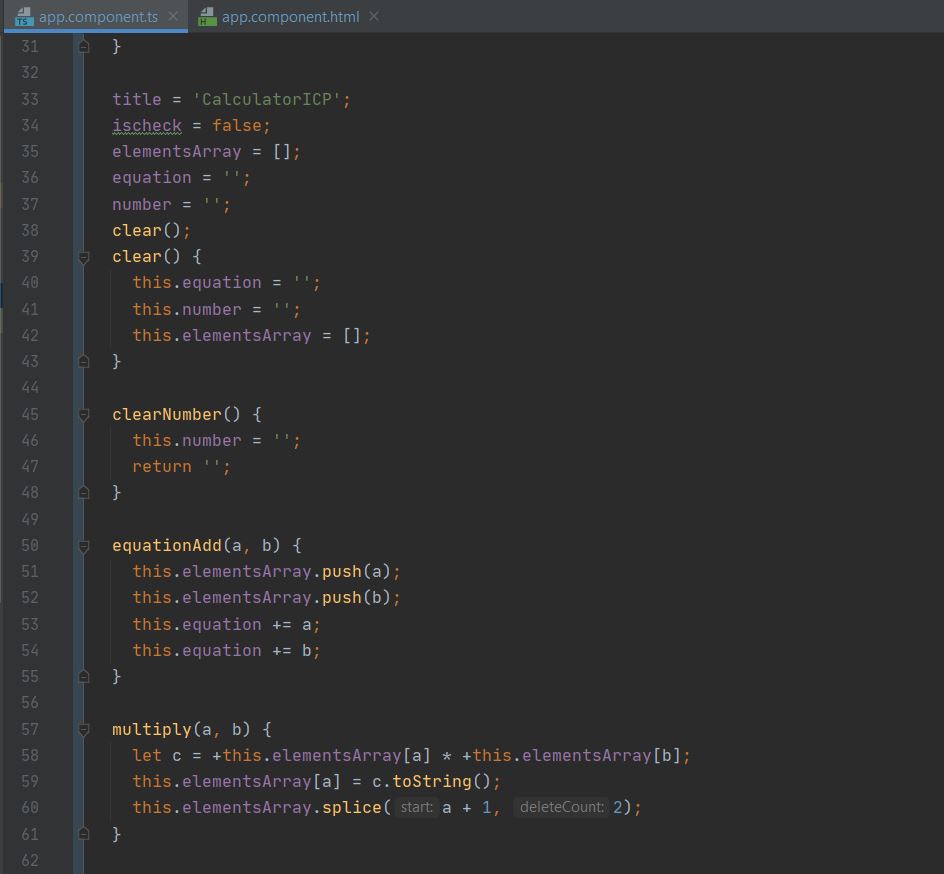 app.component.ts app.component.html
31 }
32
33 title = 'CalculatorICP';
34 ischeck = false;
35 elementsArray = [];
36 equation = '';
37 number = '';
38 clear();
39 clear() {
40 this.equation = '';
41 this.number = '';
42 this.elementsArray = [];
43 }
44
45 clearNumber() {
46 this.number = '';
47 return '';
48 }
49
50 equationAdd(a, b) {
51 this.elementsArray.push(a);
52 this.elementsArray.push(b);
53 this.equation += a;
54 this.equation += b;
55 }
56
57 multiply(a, b) {
58 let c = +this.elementsArray[a] * +this.elementsArray[b];
59 this.elementsArray[a] = c.toString();
60 this.elementsArray.splice( start: a + 1, deleteCount: 2);
61 }
62